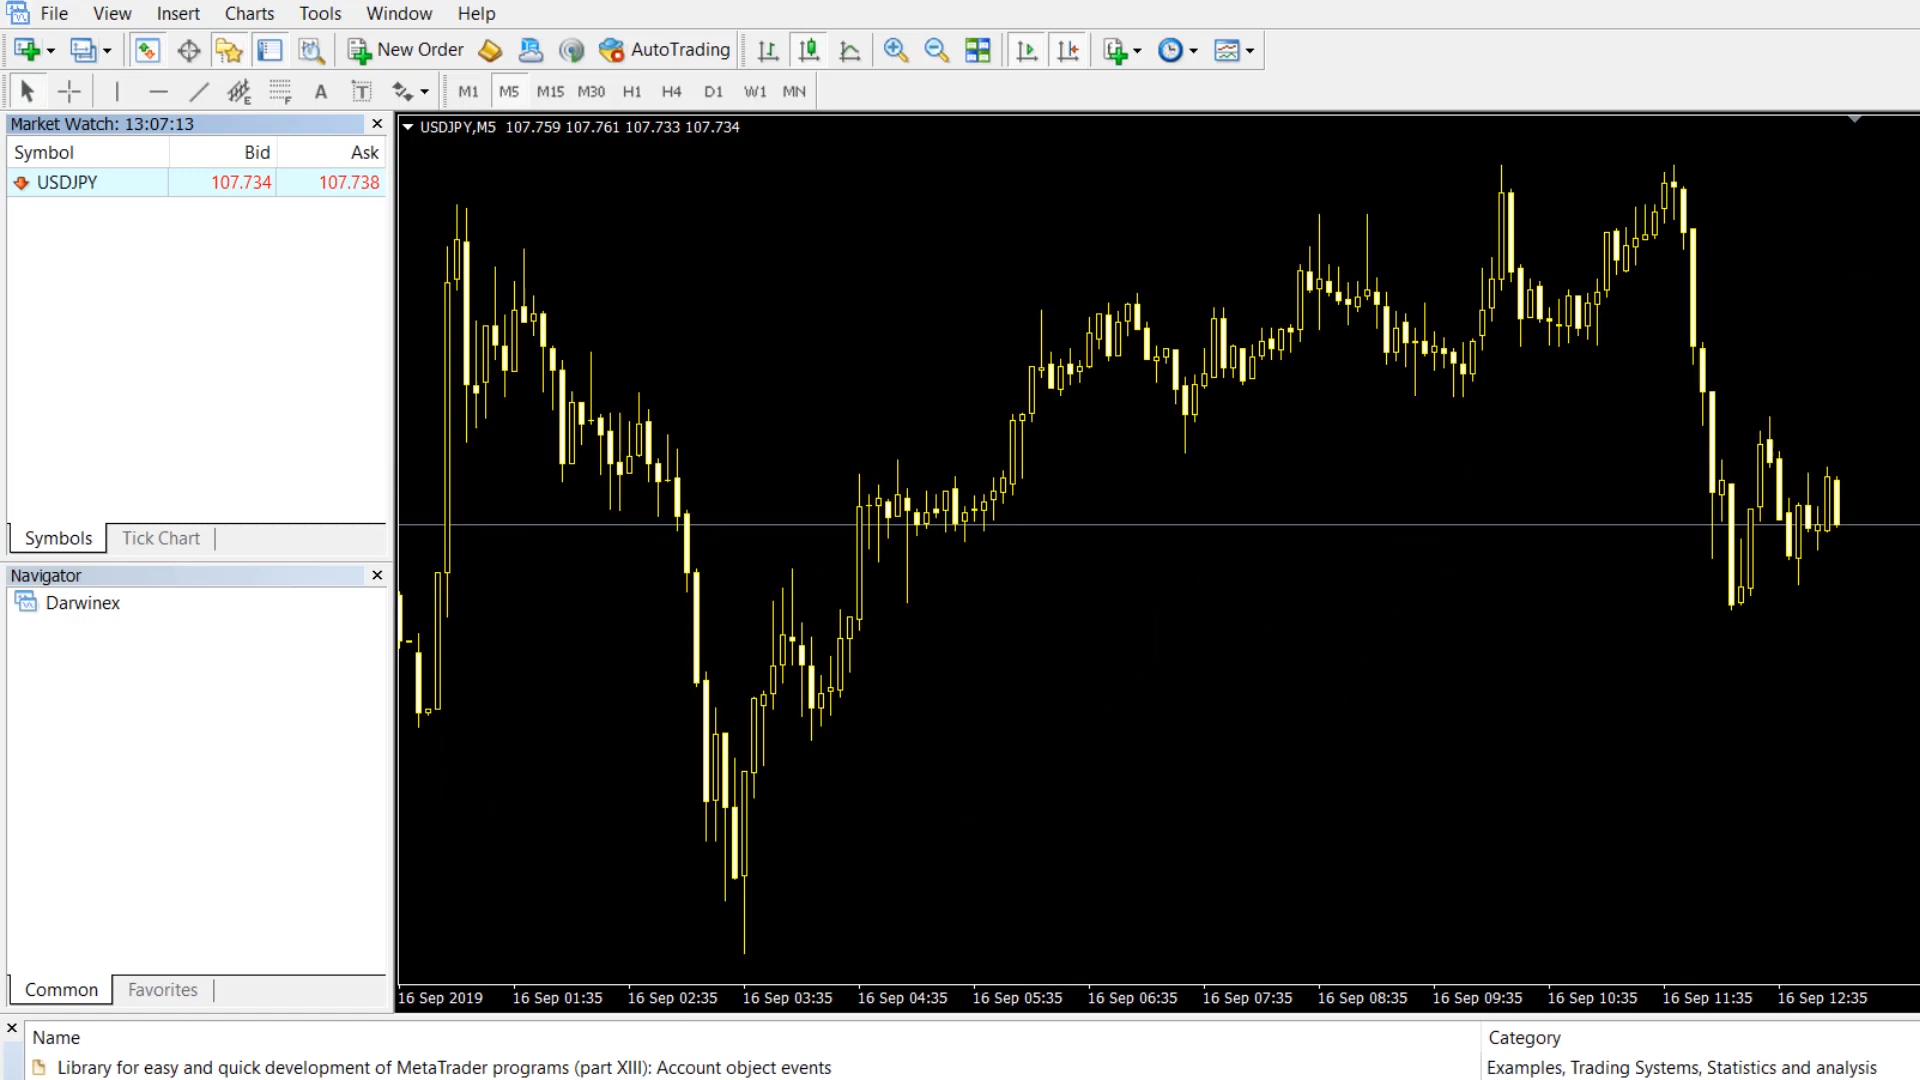 File View Insert Charts Tools Window Help
New Order AutoTrading
E F A T M1 M5 M15 M30 H1 H4 D1 W1 MN
Market Watch: 13:07:13
Symbol Bid Ask
USDJPY 107.734 107.738
Symbols Tick Chart
Navigator
Darwinex
Common Favorites
USDJPY,M5 107.759 107.761 107.733 107.734
16 Sep 2019 16 Sep 01:35 16 Sep 02:35 16 Sep 03:35 16 Sep 04:35 16 Sep 05:35 16 Sep 06:35 16 Sep 07:35 16 Sep 08:35 16 Sep 09:35 16 Sep 10:35 16 Sep 11:35 16 Sep 12:35
Name Category
Library for easy and quick development of MetaTrader programs (part XIII): Account object events Examples, Trading Systems, Statistics and analysis